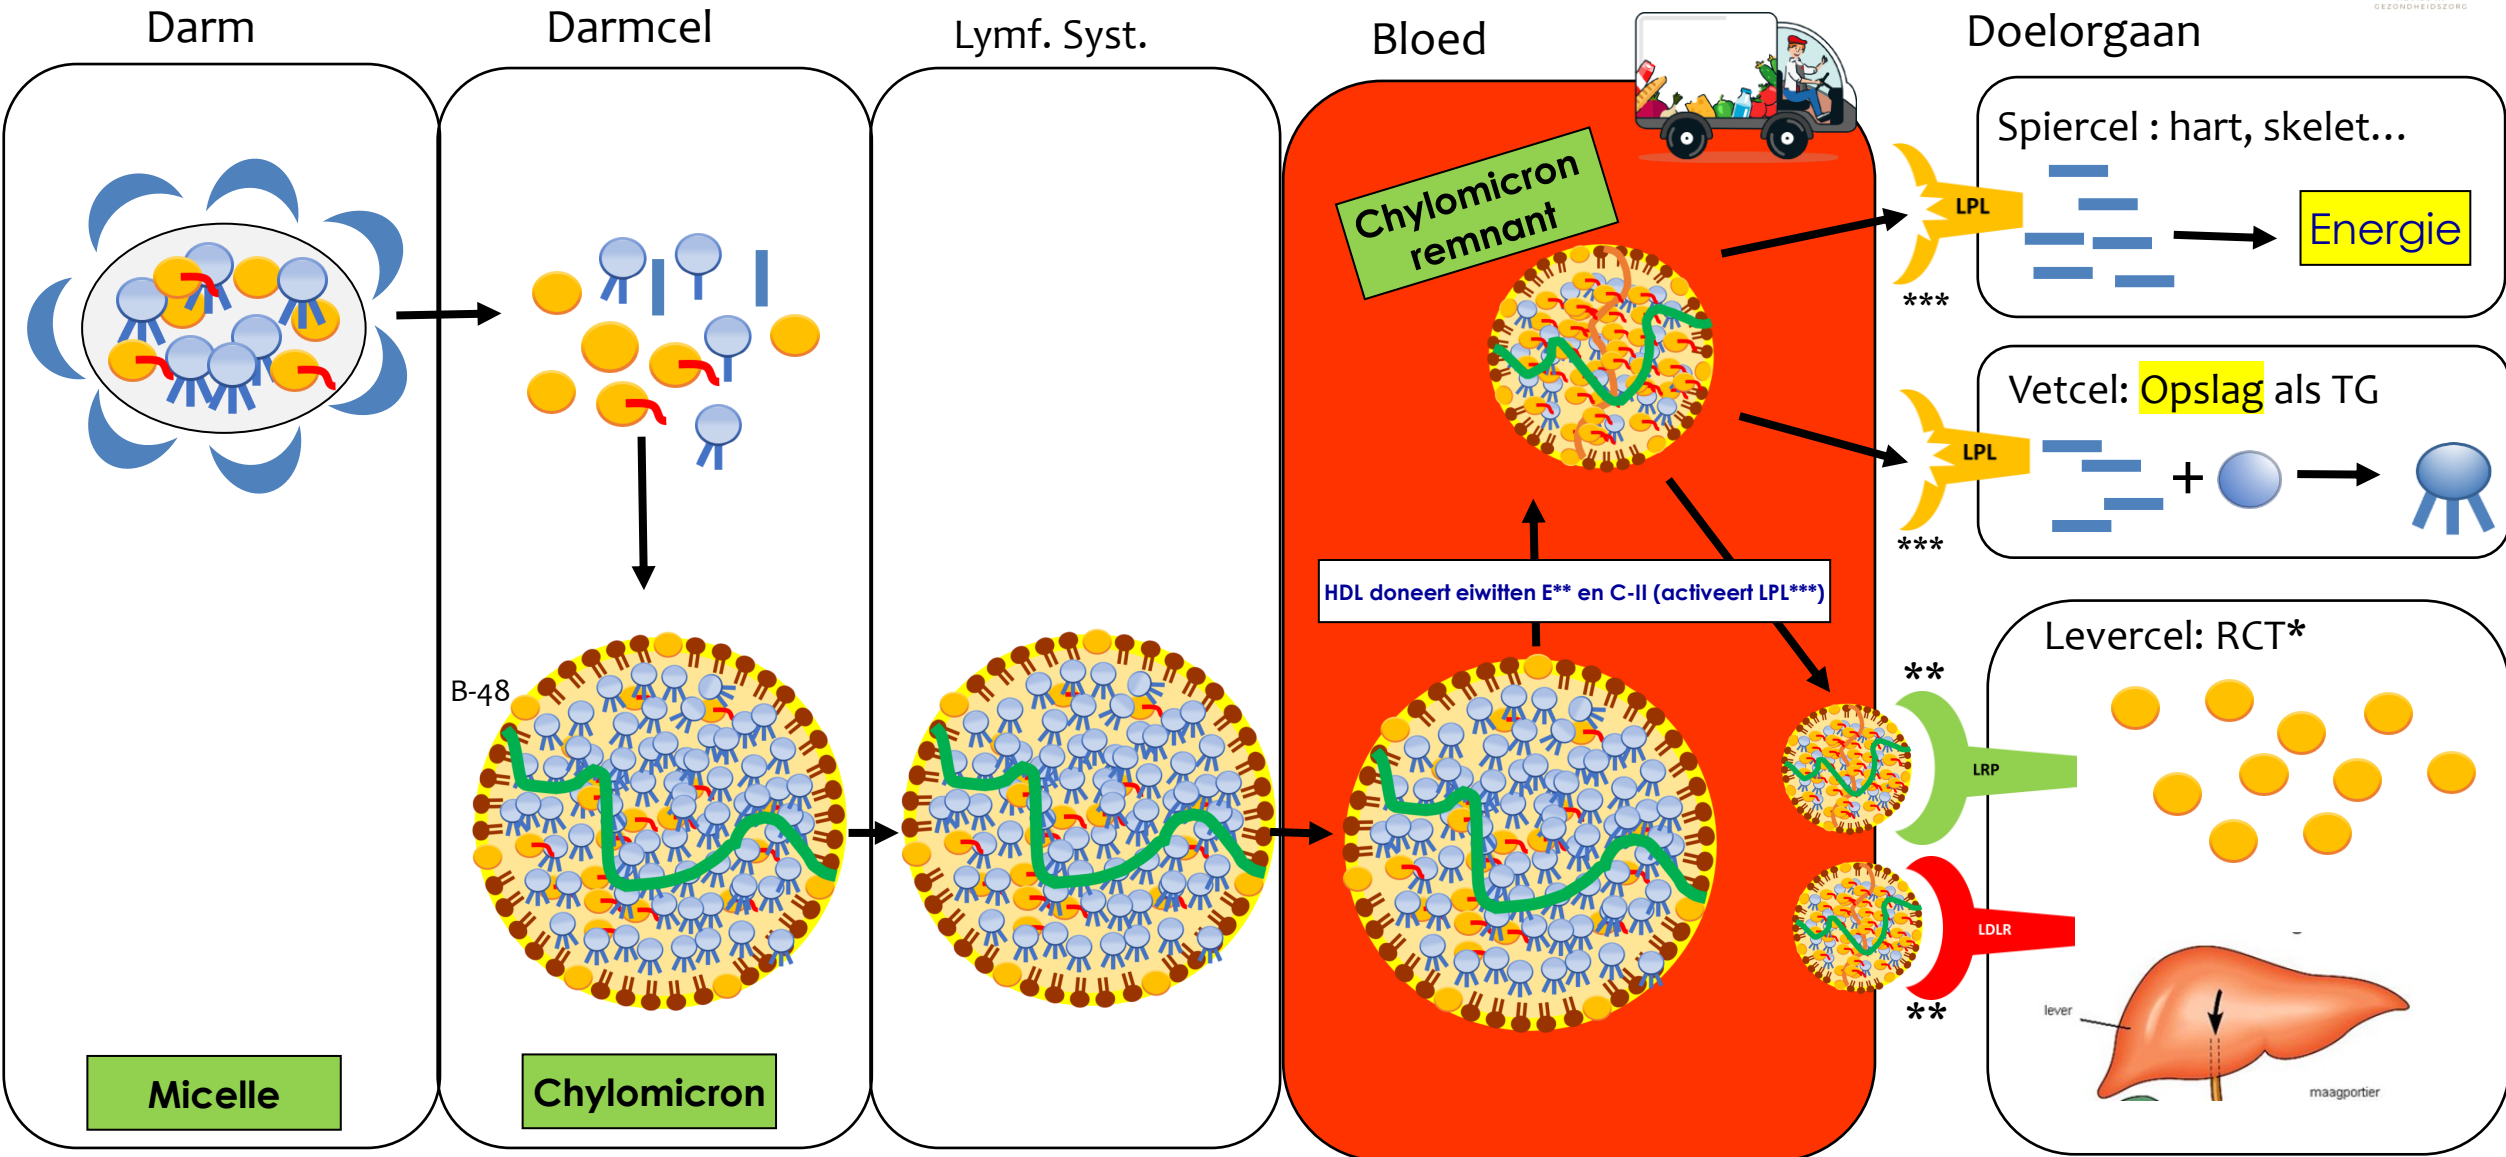 GEZONDHEIDSZORG
Darm
Darmcel
Lymf. Syst.
Bloed
Doelorgaan
Spiercel : hart, skelet...
Chylomicron
remnant
LPL
Energie
***
Vetcel: Opslag als TG
LPL
+
***
HDL doneert eiwitten E** en C-II (activeert LPL***)
Levercel: RCT*
**
B-48
LRP
LDLR
**
lever
maagportier
Micelle
Chylomicron